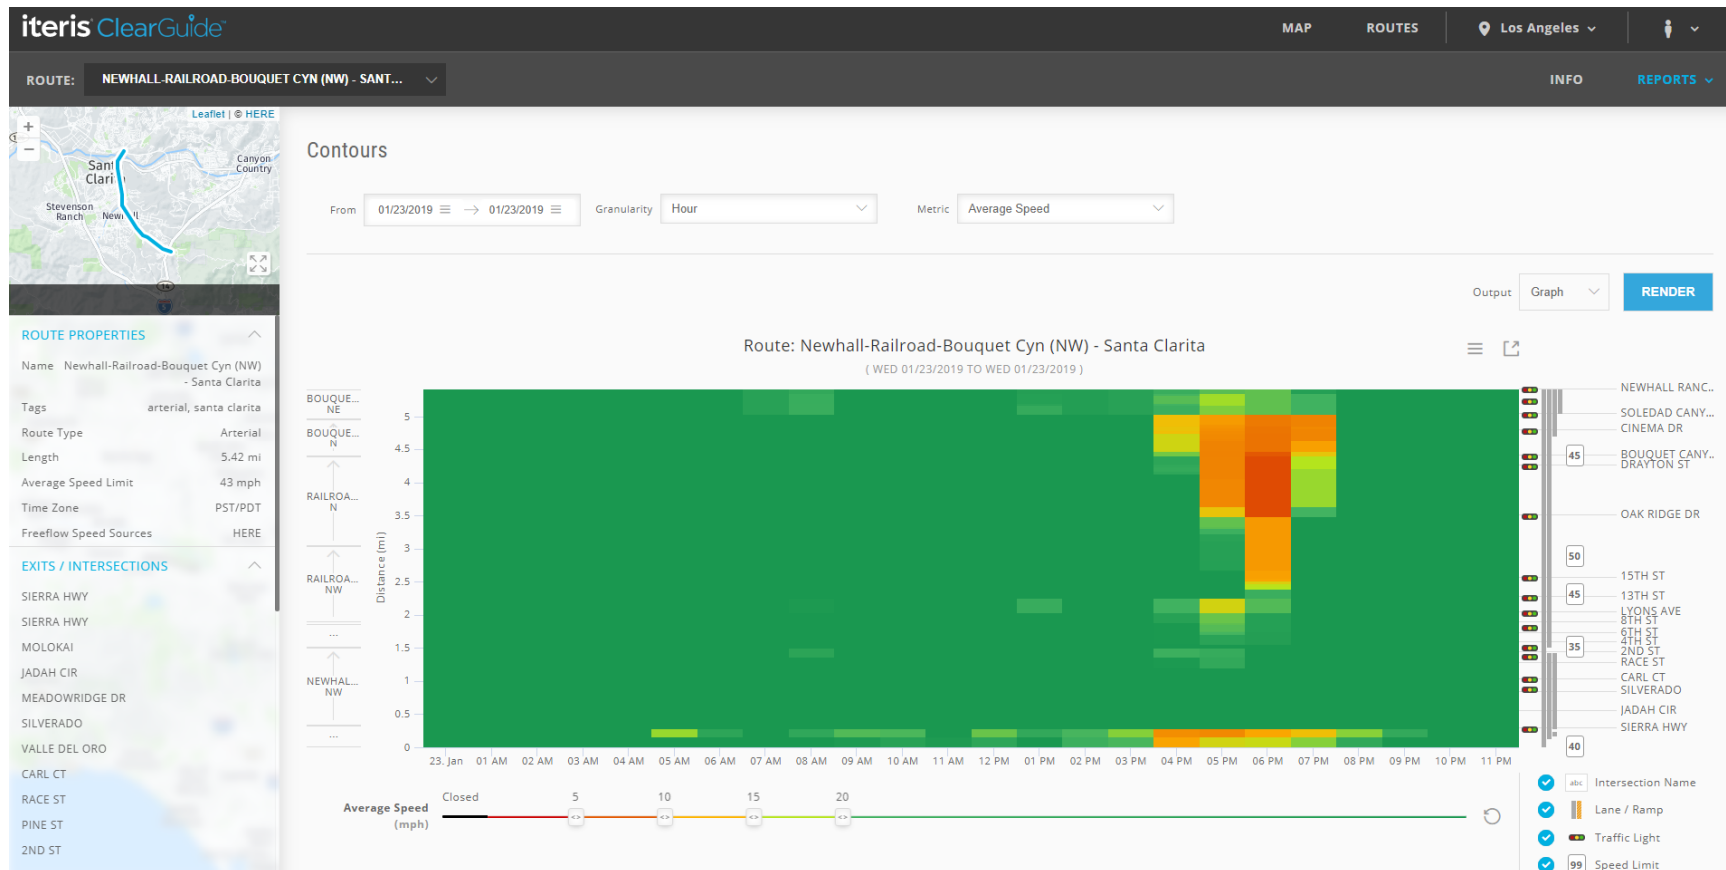 iteris ClearGuide
MAP
ROUTES
Los Angeles
ROUTE:
NEWHALL-RAILROAD-BOUQUET CYN (NW) - SANT...
INFO
REPORTS
Leaflet | © HERE
+
−
Canyon
Country
Stevenson
Ranch
14
5
ROUTE PROPERTIES
Name Newhall-Railroad-Bouquet Cyn (NW)
- Santa Clarita
Tags arterial, santa clarita
Route Type Arterial
Length 5.42 mi
Average Speed Limit 43 mph
Time Zone PST/PDT
Freeflow Speed Sources HERE
EXITS / INTERSECTIONS
SIERRA HWY
SIERRA HWY
MOLOKAI
JADAH CIR
MEADOWRIDGE DR
SILVERADO
VALLE DEL ORO
CARL CT
RACE ST
PINE ST
2ND ST
Contours
From 01/23/2019 → 01/23/2019
Granularity Hour
Metric Average Speed
Output Graph
RENDER
Route: Newhall-Railroad-Bouquet Cyn (NW) - Santa Clarita
( WED 01/23/2019 TO WED 01/23/2019 )
BOUQUE...
NE
BOUQUE...
N
RAILROA...
N
RAILROA...
NW
...
NEWHAL...
NW
...
Distance (mi)
5
4.5
4
3.5
3
2.5
2
1.5
1
0.5
0
23. Jan 01 AM 02 AM 03 AM 04 AM 05 AM 06 AM 07 AM 08 AM 09 AM 10 AM 11 AM 12 PM 01 PM 02 PM 03 PM 04 PM 05 PM 06 PM 07 PM 08 PM 09 PM 10 PM 11 PM
NEWHALL RANC..
SOLEDAD CANY...
CINEMA DR
BOUQUET CANY..
DRAYTON ST
OAK RIDGE DR
15TH ST
13TH ST
LYONS AVE
8TH ST
6TH ST
4TH ST
2ND ST
RACE ST
CARL CT
SILVERADO
JADAH CIR
SIERRA HWY
45
50
45
35
40
Average Speed
(mph)
Closed 5 10 15 20
abc Intersection Name
Lane / Ramp
Traffic Light
99 Speed Limit